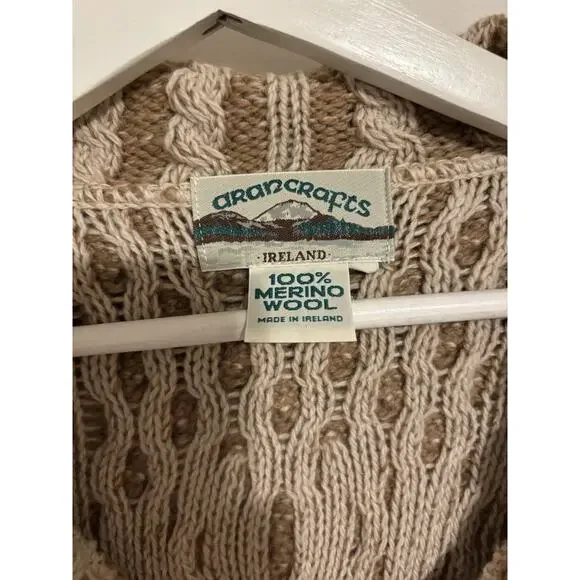 arancrafts
·IRELAND·
100%
MERINO
WOOL
MADE IN IRELAND